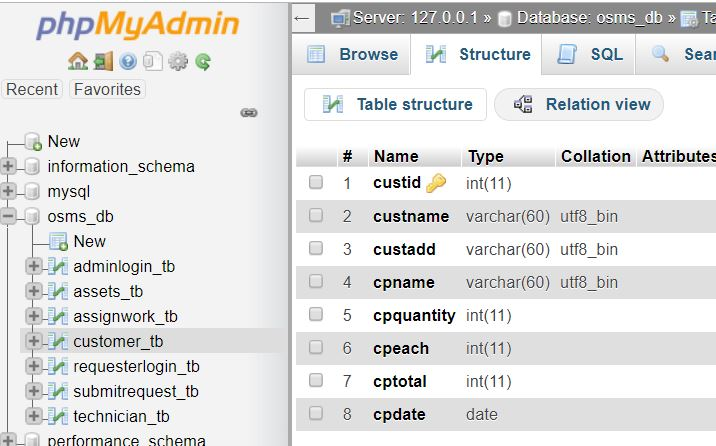 phpMyAdmin
Recent Favorites
New
information_schema
mysql
osms_db
New
adminlogin_tb
assets_tb
assignwork_tb
customer_tb
requesterlogin_tb
submitrequest_tb
technician_tb
performance_schema
Server: 127.0.0.1 » Database: osms_db » Ta
Browse Structure SQL Sear
Table structure Relation view
# Name Type Collation Attributes
1 custid int(11)
2 custname varchar(60) utf8_bin
3 custadd varchar(60) utf8_bin
4 cpname varchar(60) utf8_bin
5 cpquantity int(11)
6 cpeach int(11)
7 cptotal int(11)
8 cpdate date